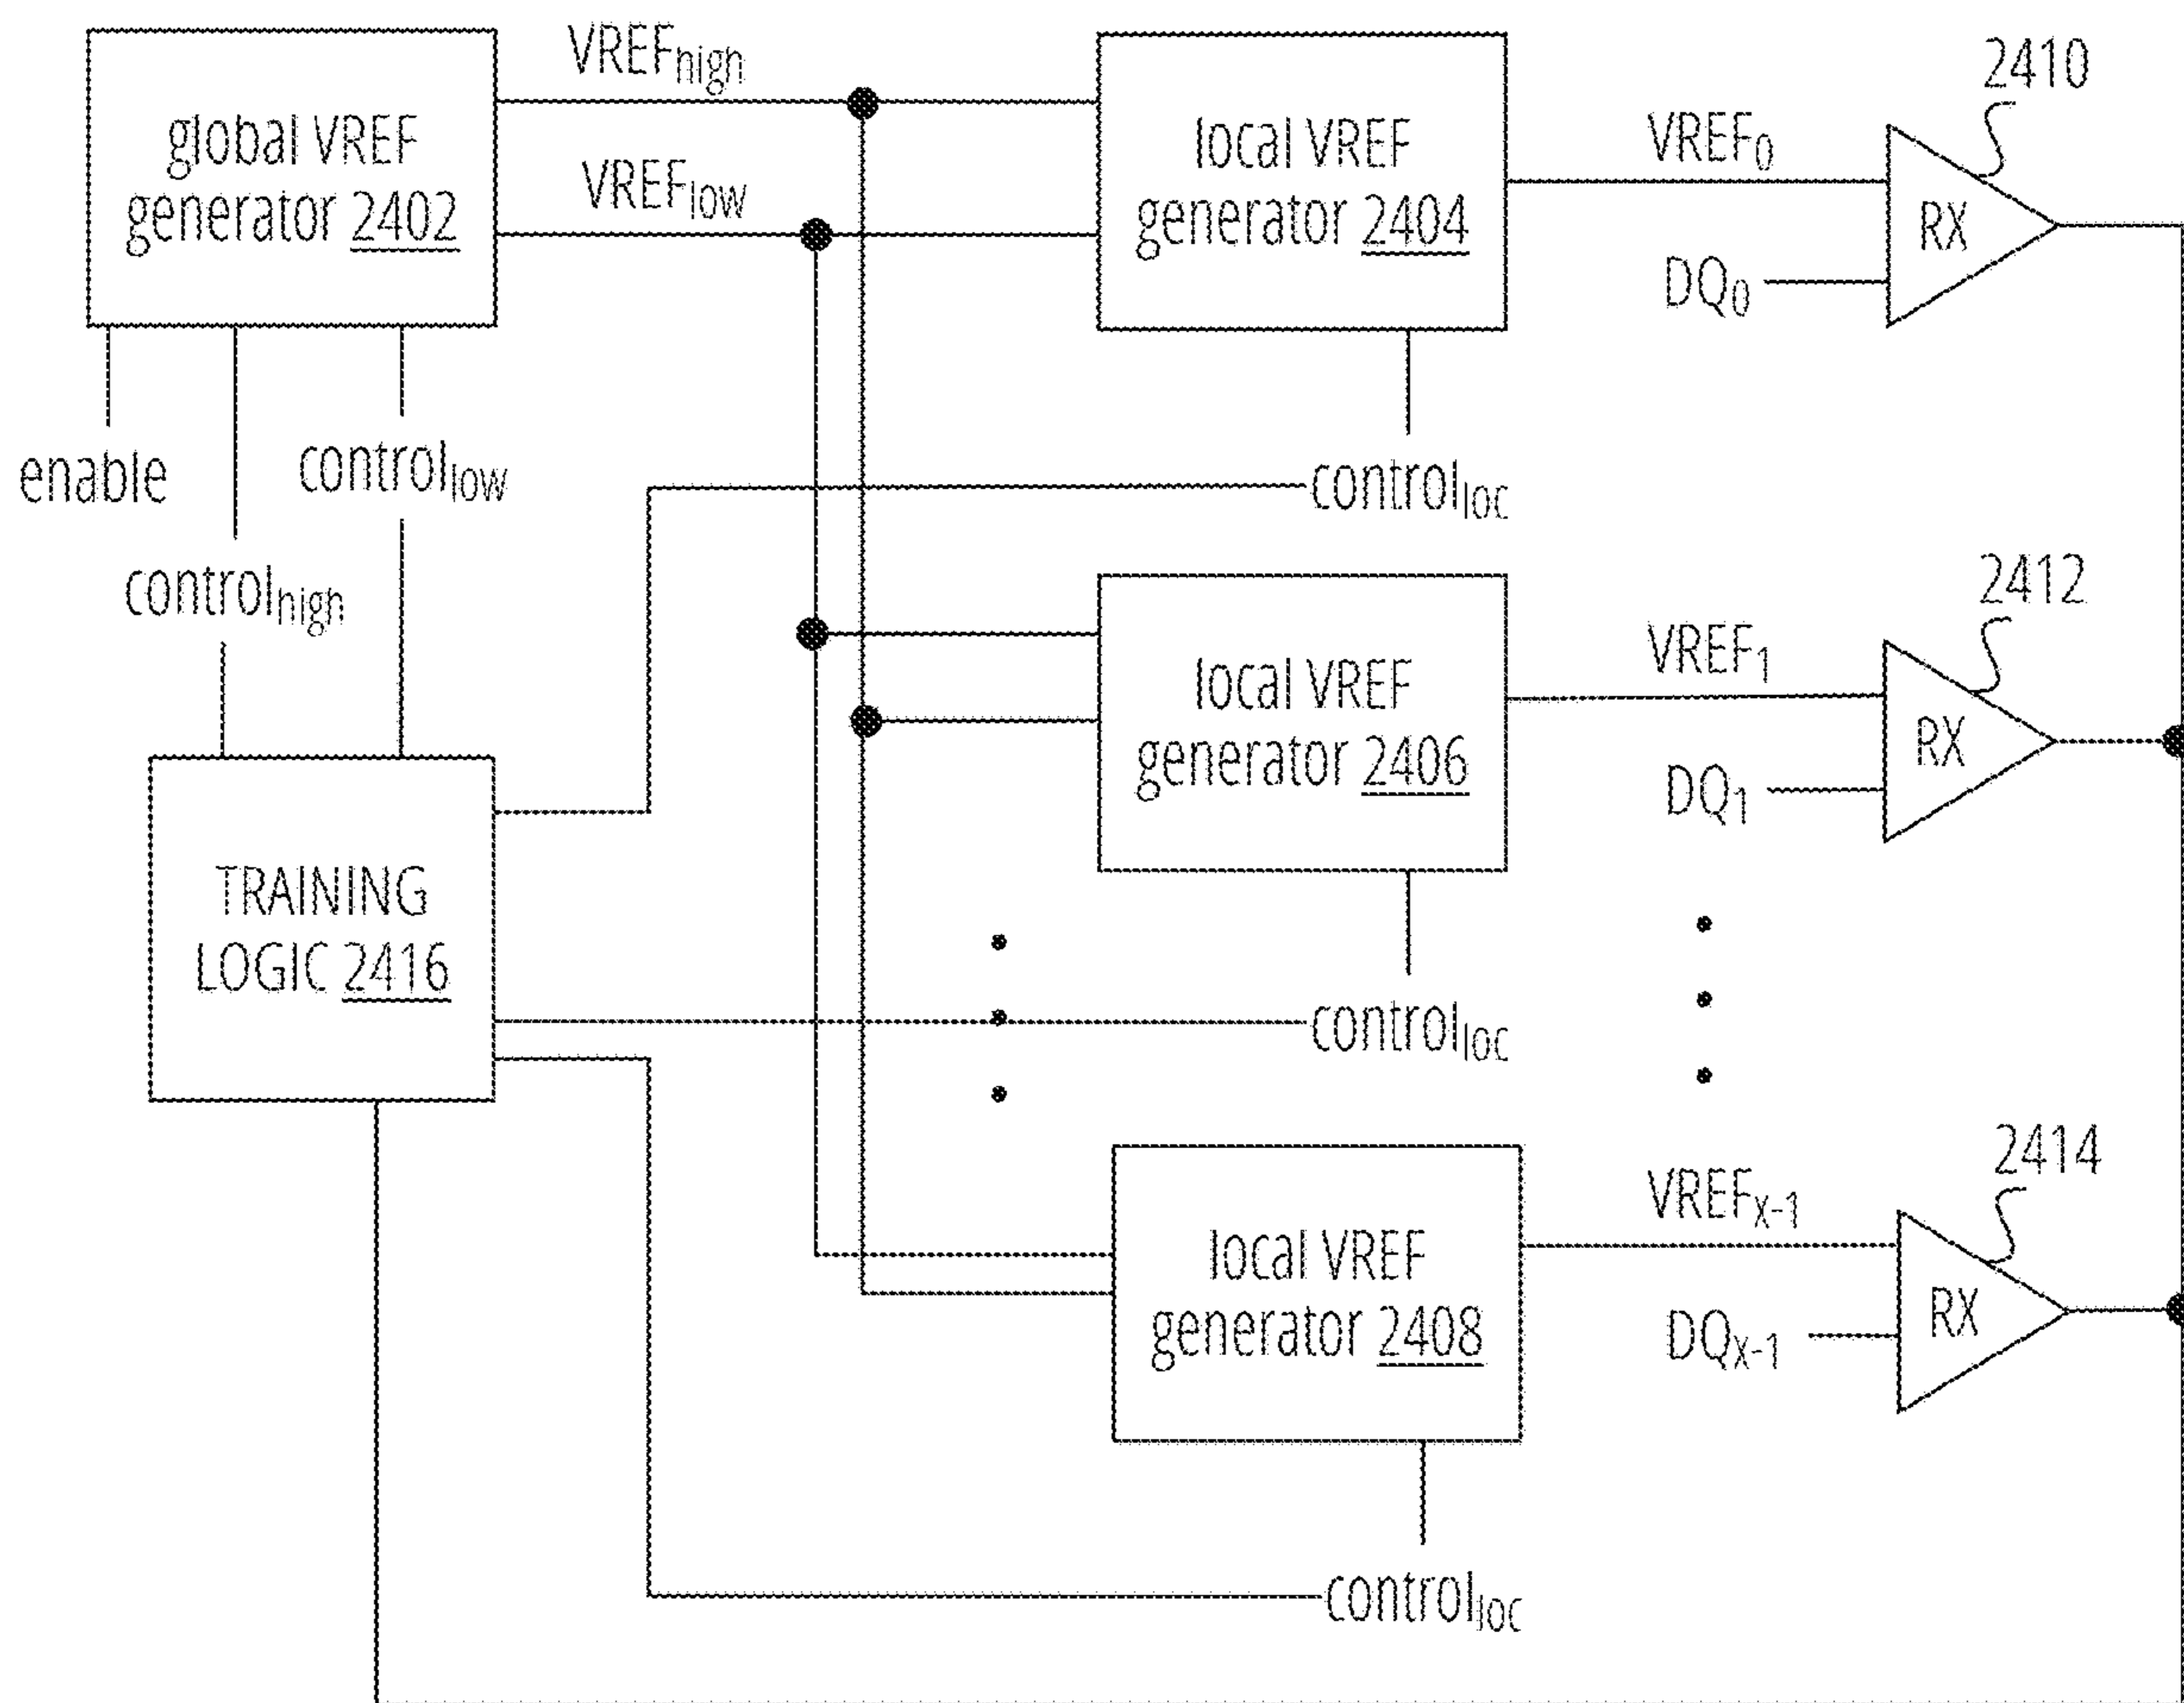 VREFhigh
global VREF
generator 2402
VREFlow
local VREF
generator 2404
VREF0
2410
RX
DQ0
enable
controllow
controlhigh
controlloc
local VREF
generator 2406
VREF1
2412
RX
DQ1
TRAINING
LOGIC 2416
controlloc
local VREF
generator 2408
VREFX-1
2414
RX
DQX-1
controlloc